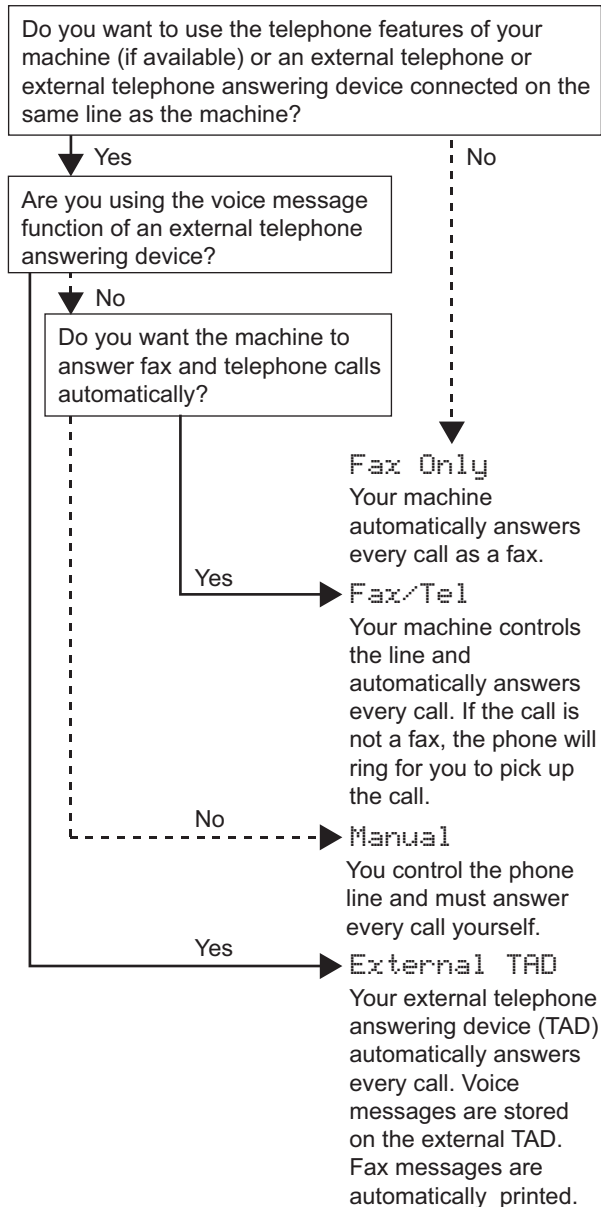 Do you want to use the telephone features of your
machine (if available) or an external telephone or
external telephone answering device connected on the
same line as the machine?
Yes
No
Are you using the voice message
function of an external telephone
answering device?
No
Do you want the machine to
answer fax and telephone calls
automatically?
Fax Only
Your machine
automatically answers
every call as a fax.
Yes
Fax/Tel
Your machine controls
the line and
automatically answers
every call. If the call is
not a fax, the phone will
ring for you to pick up
the call.
No
Manual
You control the phone
line and must answer
every call yourself.
Yes
External TAD
Your external telephone
answering device (TAD)
automatically answers
every call. Voice
messages are stored
on the external TAD.
Fax messages are
automatically printed.